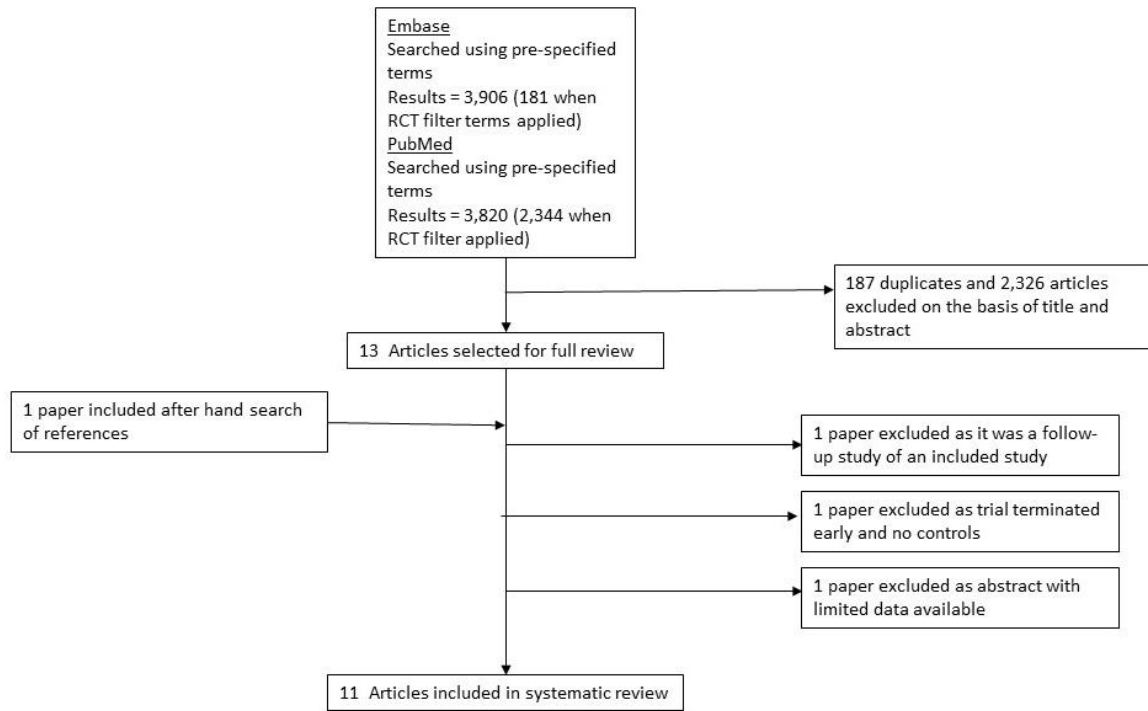 Embase
Searched using pre-specified
terms
Results = 3,906 (181 when
RCT filter terms applied)
PubMed
Searched using pre-specified
terms
Results = 3,820 (2,344 when
RCT filter applied)
187 duplicates and 2,326 articles
excluded on the basis of title and
abstract
13 Articles selected for full review
1 paper included after hand search
of references
1 paper excluded as it was a follow-
up study of an included study
1 paper excluded as trial terminated
early and no controls
1 paper excluded as abstract with
limited data available
11 Articles included in systematic review